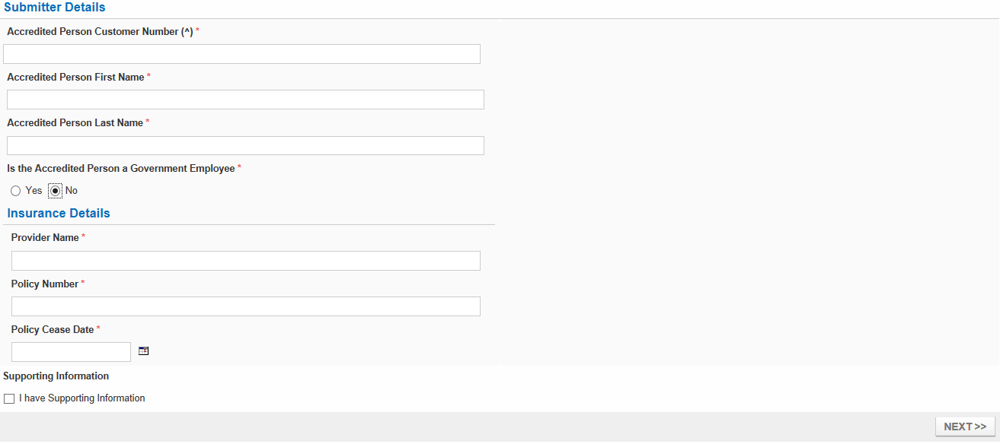 Submitter Details
Accredited Person Customer Number (^) *
Accredited Person First Name *
Accredited Person Last Name *
Is the Accredited Person a Government Employee *
Yes No
Insurance Details
Provider Name *
Policy Number *
Policy Cease Date *
Supporting Information
I have Supporting Information
NEXT >>